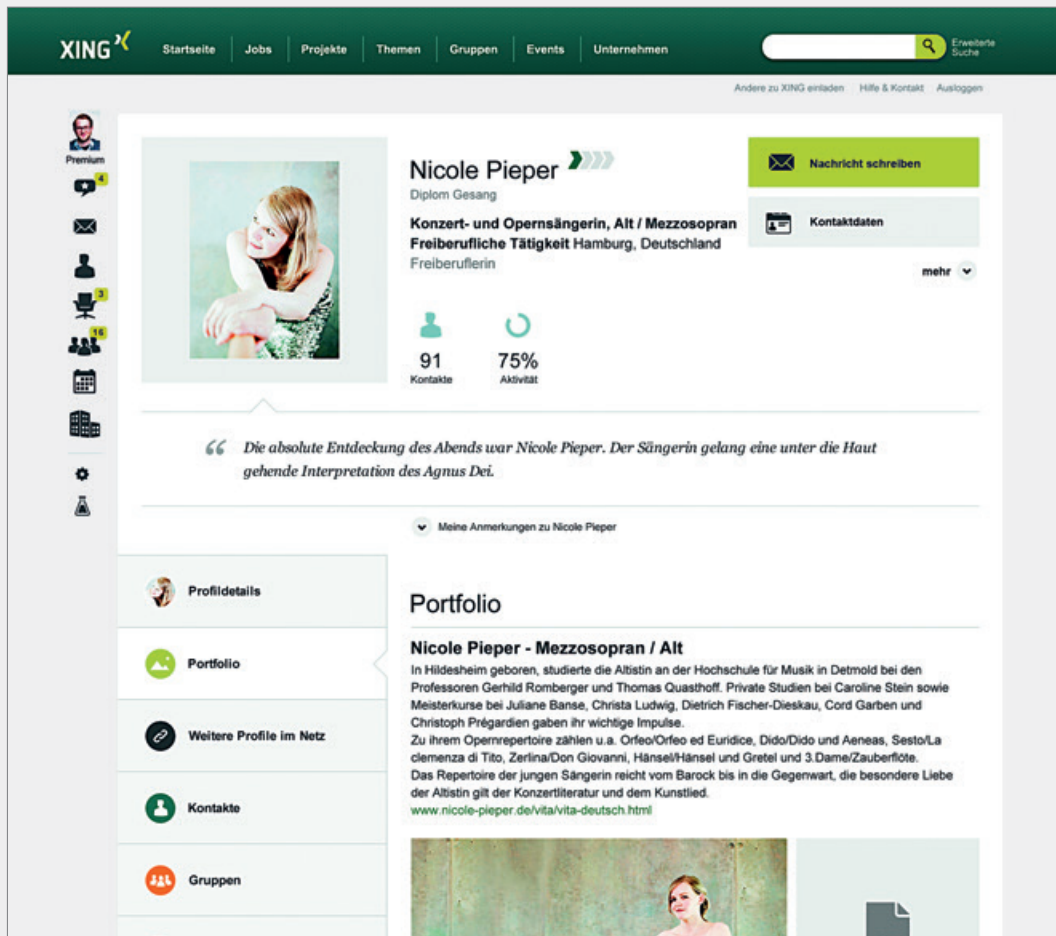 XING
Startseite
Jobs
Projekte
Themen
Gruppen
Events
Unternehmen
Erweiterte
Suche
Andere zu XING einladen
Hilfe & Kontakt
Ausloggen
Premium
4
3
16
Nicole Pieper
Diplom Gesang
Konzert- und Opernsängerin, Alt / Mezzosopran
Freiberufliche Tätigkeit Hamburg, Deutschland
Freiberuflerin
91
Kontakte
75%
Aktivität
Nachricht schreiben
Kontaktdaten
mehr
“ Die absolute Entdeckung des Abends war Nicole Pieper. Der Sängerin gelang eine unter die Haut
gehende Interpretation des Agnus Dei.
Meine Anmerkungen zu Nicole Pieper
Profildetails
Portfolio
Weitere Profile im Netz
Kontakte
Gruppen
Portfolio
Nicole Pieper - Mezzosopran / Alt
In Hildesheim geboren, studierte die Altistin an der Hochschule für Musik in Detmold bei den
Professoren Gerhild Romberger und Thomas Quasthoff. Private Studien bei Caroline Stein sowie
Meisterkurse bei Juliane Banse, Christa Ludwig, Dietrich Fischer-Dieskau, Cord Garben und
Christoph Prégardien gaben ihr wichtige Impulse.
Zu ihrem Opernrepertoire zählen u.a. Orfeo/Orfeo ed Euridice, Dido/Dido und Aeneas, Sesto/La
clemenza di Tito, Zerlina/Don Giovanni, Hänsel/Hänsel und Gretel und 3.Dame/Zauberflöte.
Das Repertoire der jungen Sängerin reicht vom Barock bis in die Gegenwart, die besondere Liebe
der Altistin gilt der Konzertliteratur und dem Kunstlied.
www.nicole-pieper.de/vita/vita-deutsch.html